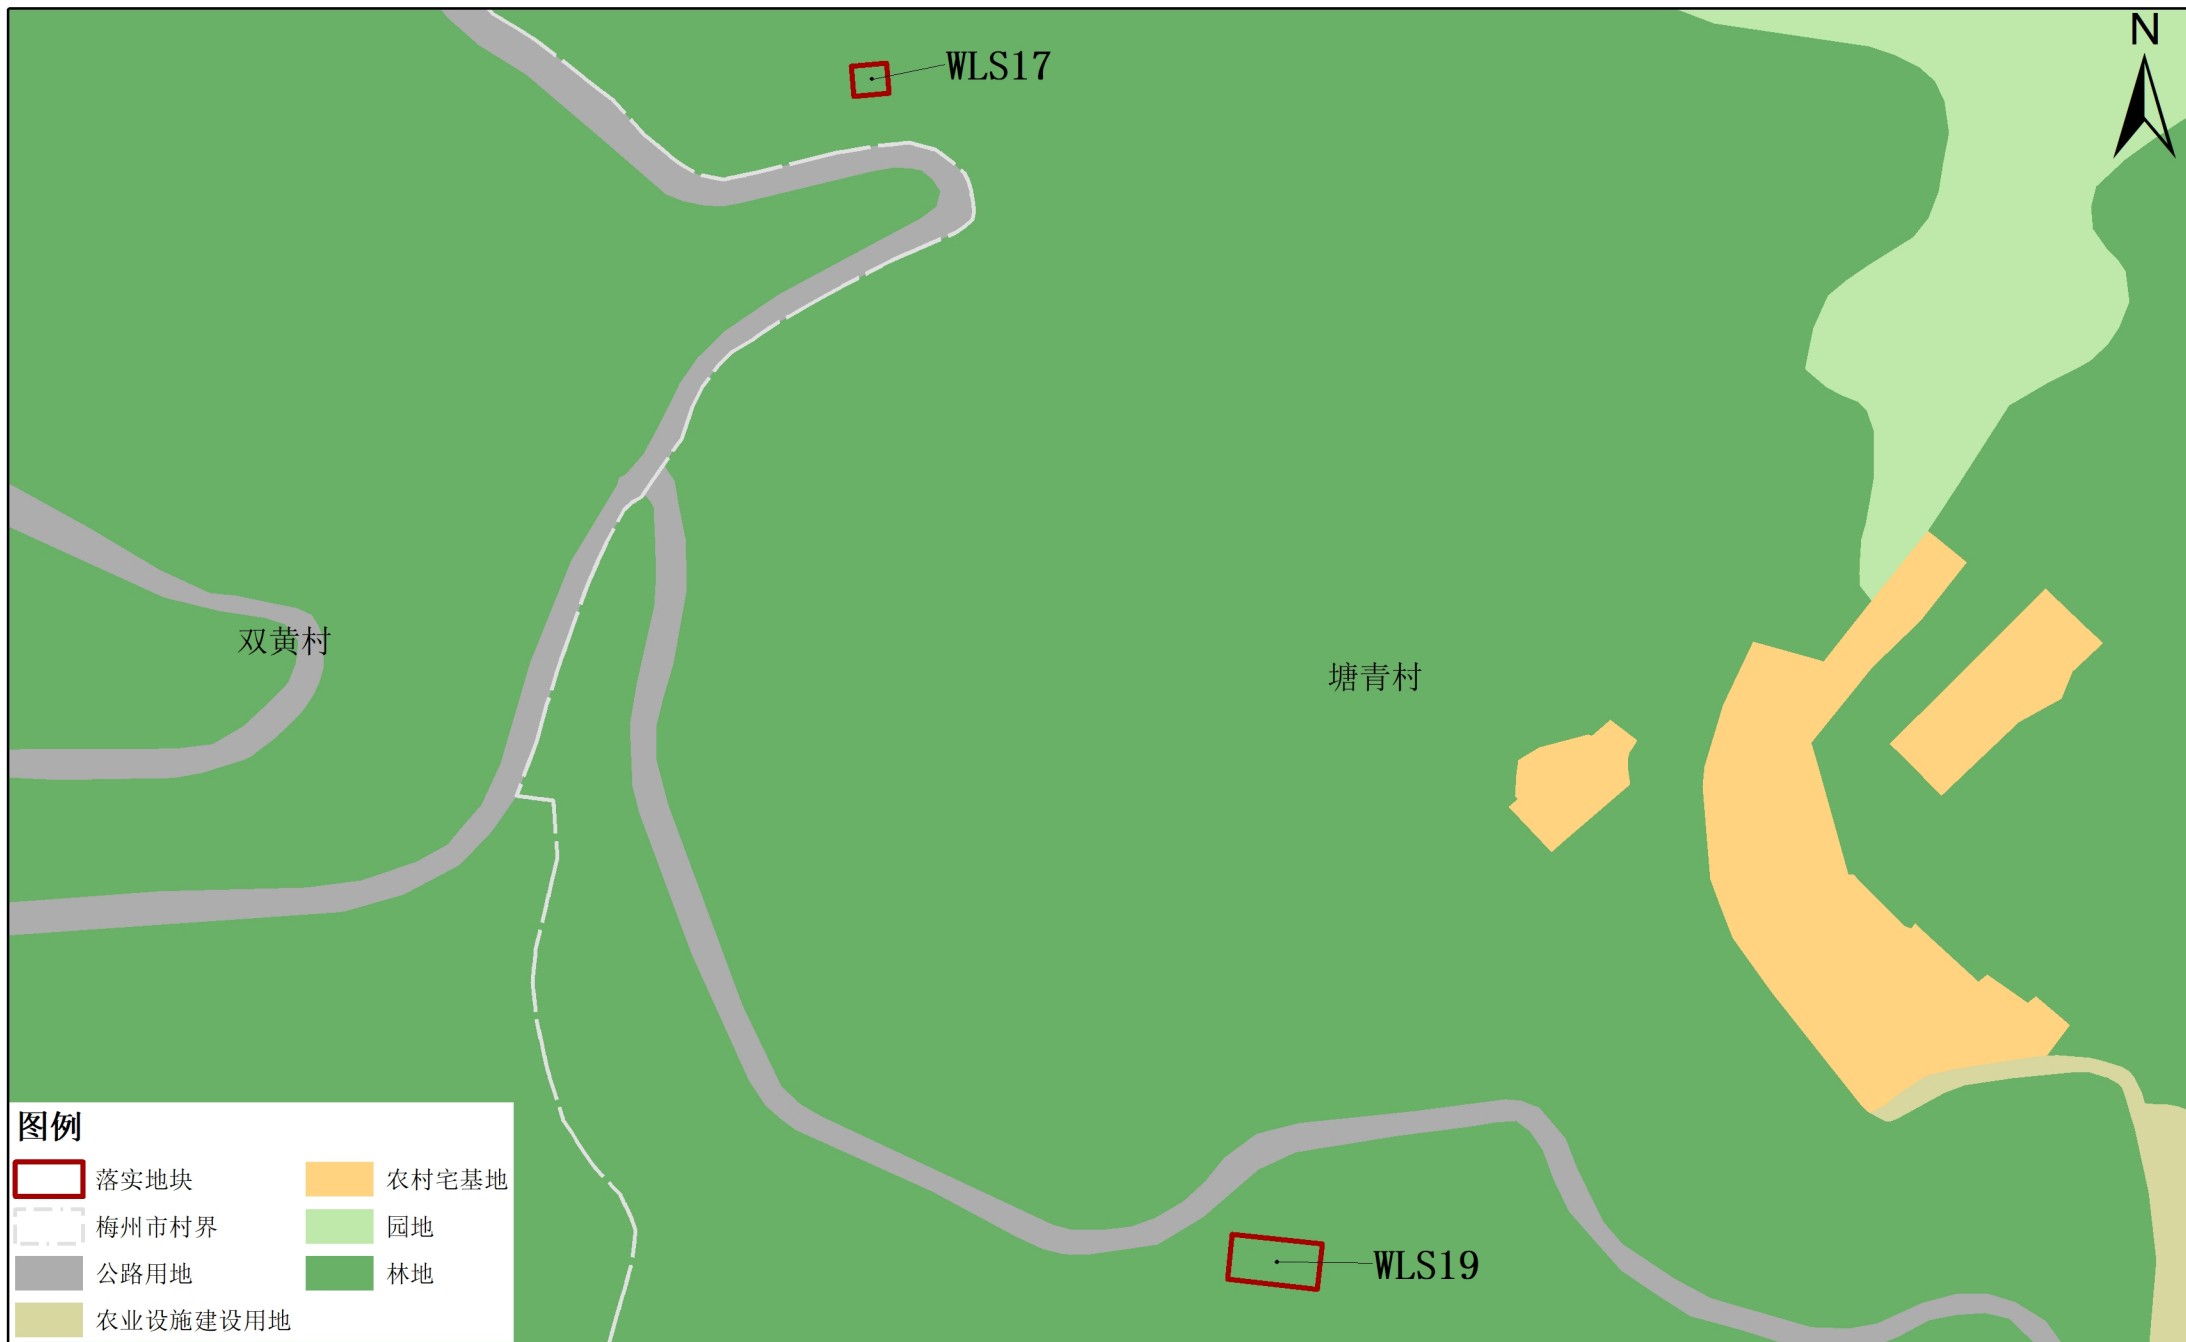 N
WLS17
双黄村
塘青村
WLS19
图例
落实地块
农村宅基地
梅州市村界
园地
公路用地
林地
农业设施建设用地